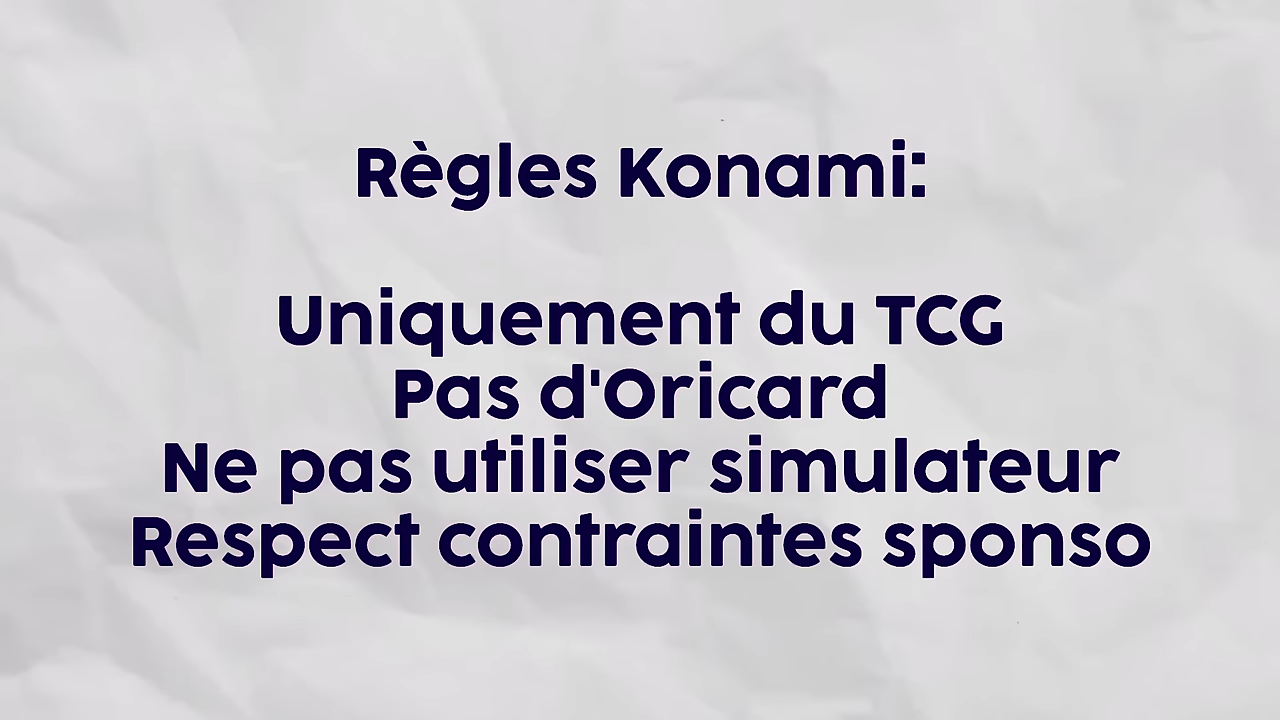 Règles Konami:
Uniquement du TCG
Pas d'Oricard
Ne pas utiliser simulateur
Respect contraintes sponso